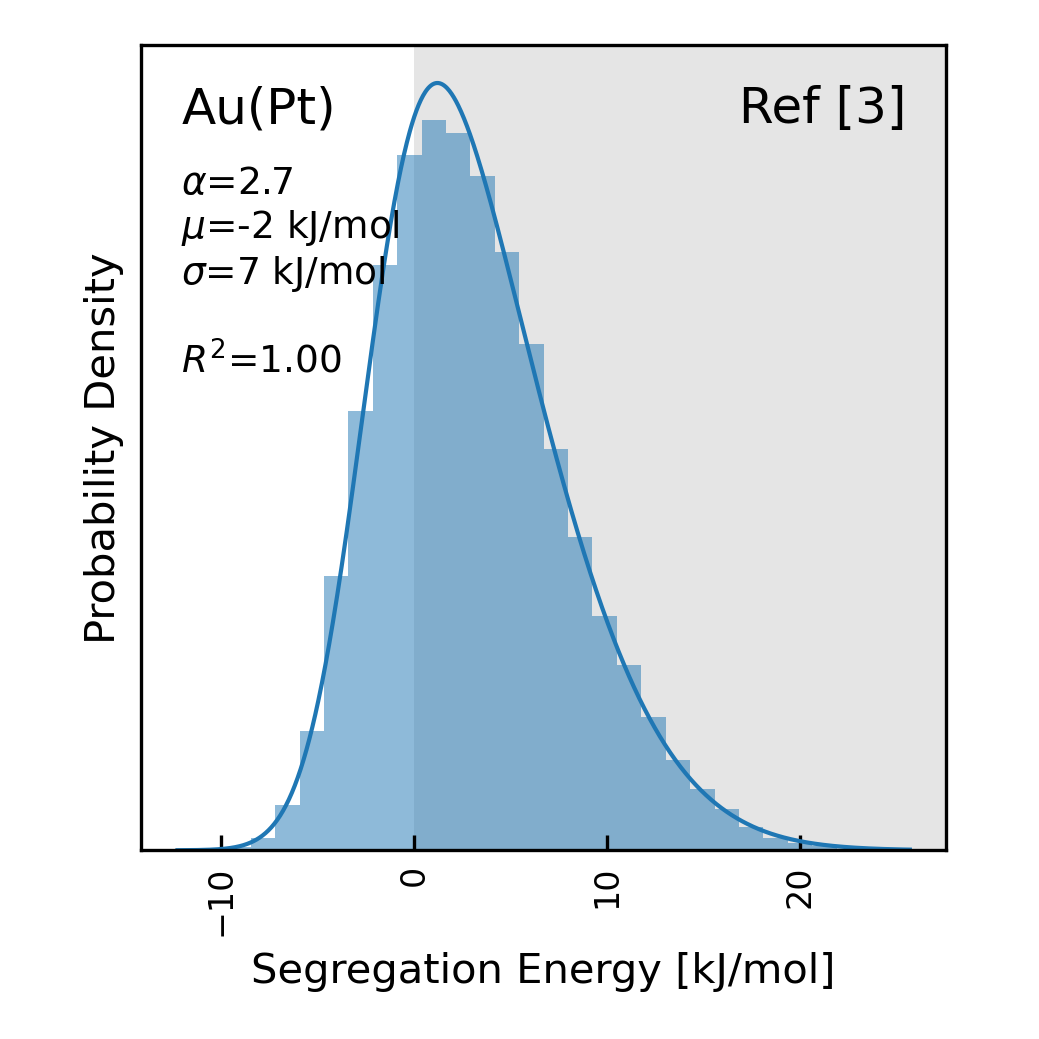 Au(Pt)
Ref [3]
α=2.7
μ=-2 kJ/mol
σ=7 kJ/mol
R²=1.00
Probability Density
−10
0
10
20
Segregation Energy [kJ/mol]